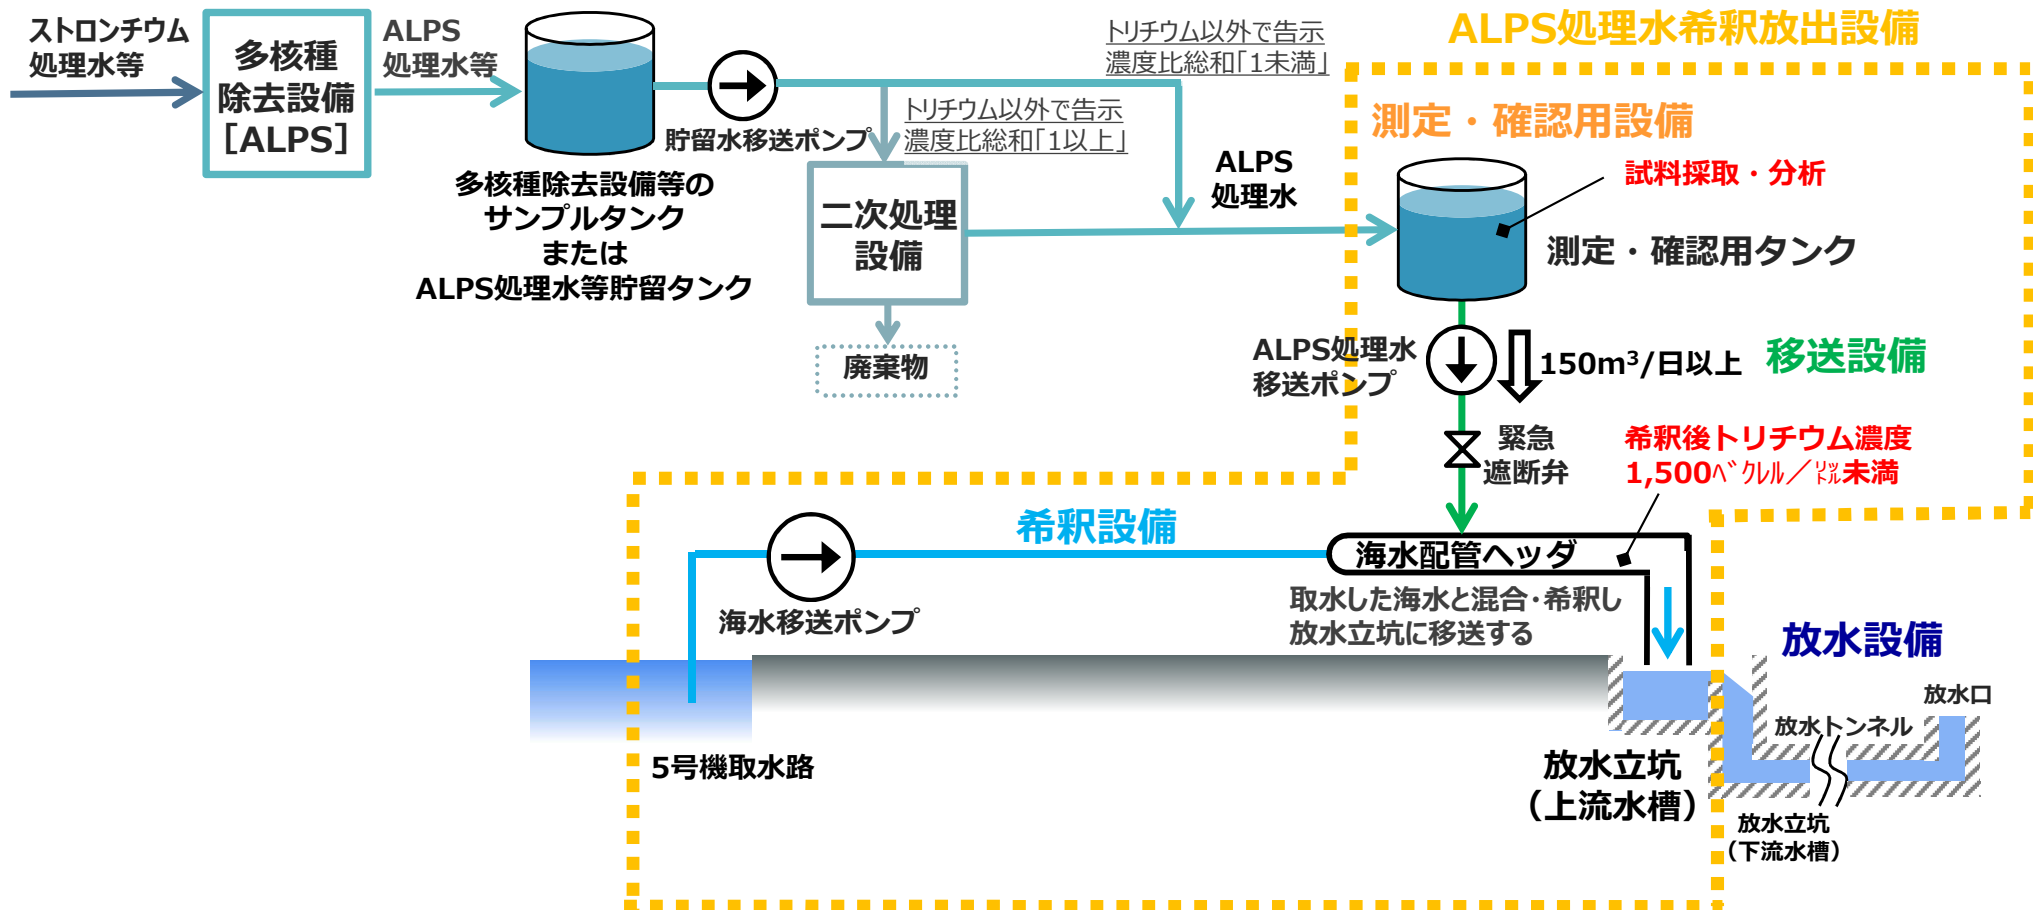 ストロンチウム
処理水等
多核種
除去設備
［ALPS］
ALPS
処理水等
貯留水移送ポンプ
多核種除去設備等の
サンプルタンク
または
ALPS処理水等貯留タンク
トリチウム以外で告示
濃度比総和｢1未満｣
トリチウム以外で告示
濃度比総和｢1以上｣
二次処理
設備
廃棄物
ALPS
処理水
ALPS処理水希釈放出設備
測定・確認用設備
試料採取・分析
測定・確認用タンク
ALPS処理水
移送ポンプ
150m³/日以上
移送設備
緊急
遮断弁
希釈後トリチウム濃度
1,500ﾍﾞｸﾚﾙ／㍑未満
希釈設備
海水配管ヘッダ
海水移送ポンプ
取水した海水と混合･希釈し
放水立坑に移送する
放水設備
放水口
放水トンネル
5号機取水路
放水立坑
（上流水槽）
放水立坑
（下流水槽）